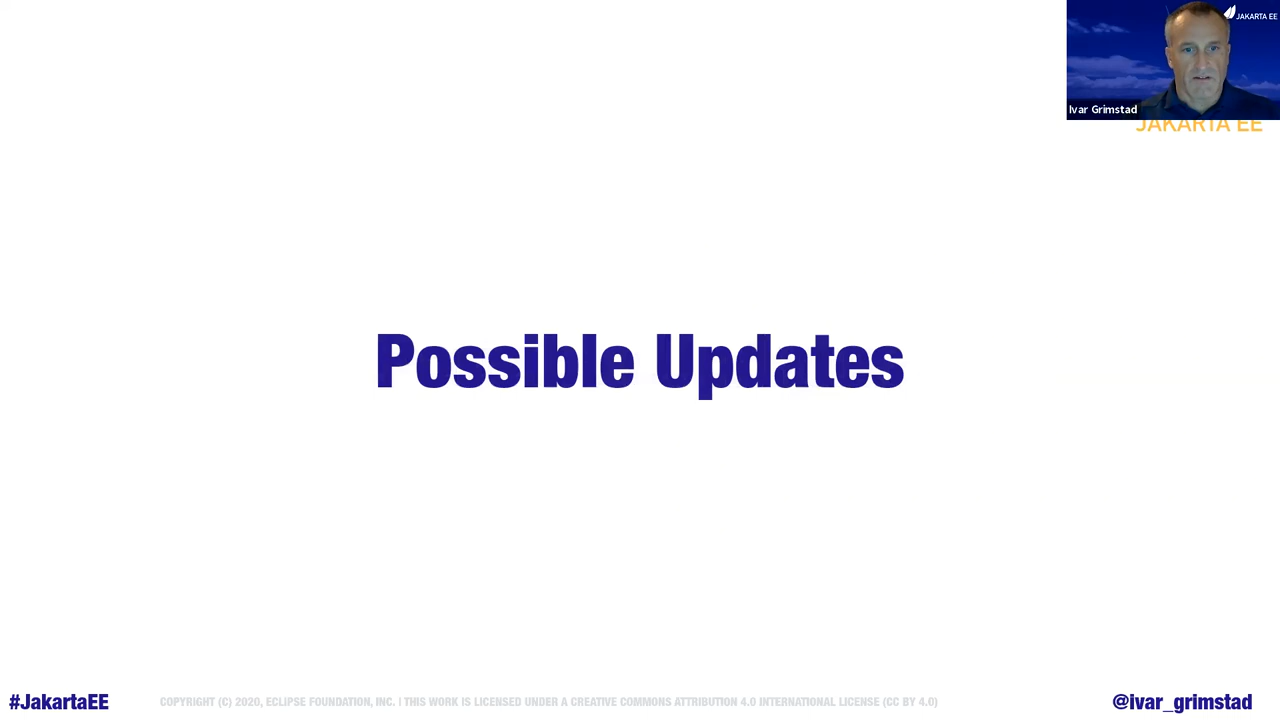 JAKARTA EE
Ivar Grimstad
JAKARTA EE
Possible Updates
#JakartaEE
COPYRIGHT (C) 2020, ECLIPSE FOUNDATION, INC. | THIS WORK IS LICENSED UNDER A CREATIVE COMMONS ATTRIBUTION 4.0 INTERNATIONAL LICENSE (CC BY 4.0)
@ivar_grimstad